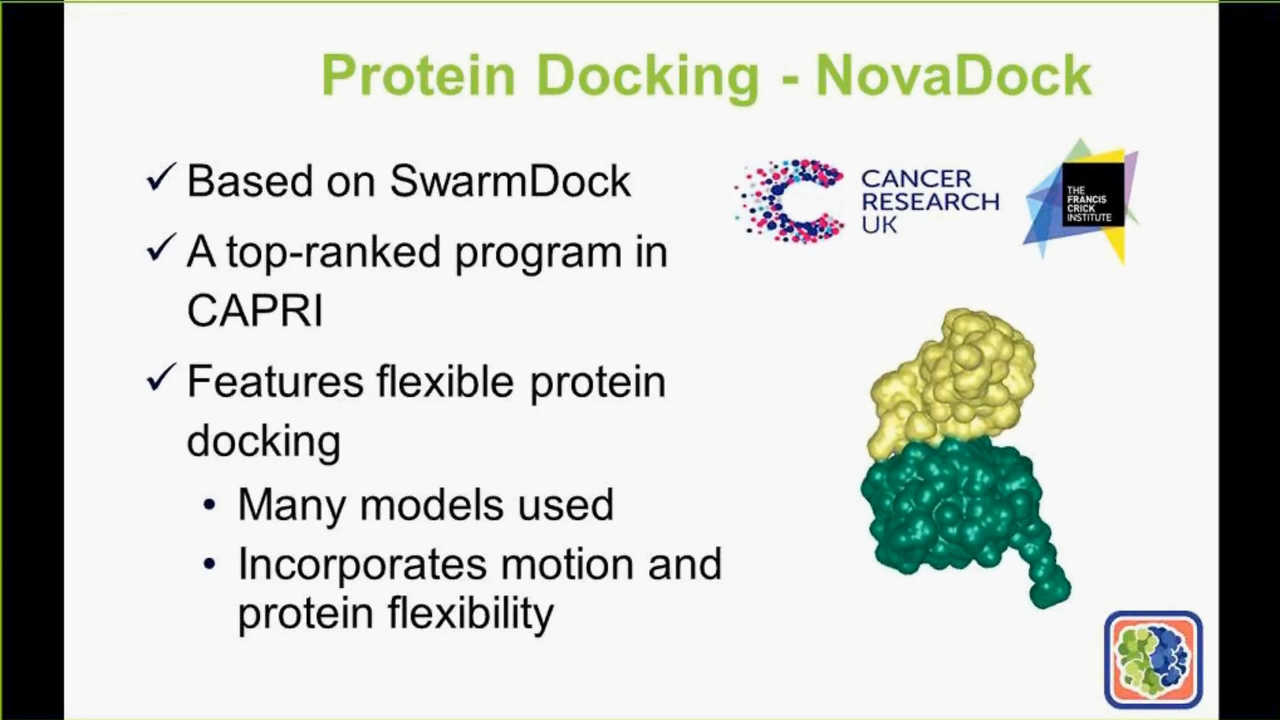 Protein Docking - NovaDock
✓ Based on SwarmDock
✓ A top-ranked program in
CAPRI
✓ Features flexible protein
docking
• Many models used
• Incorporates motion and
protein flexibility
CANCER
RESEARCH
UK
THE
FRANCIS
CRICK
INSTITUTE